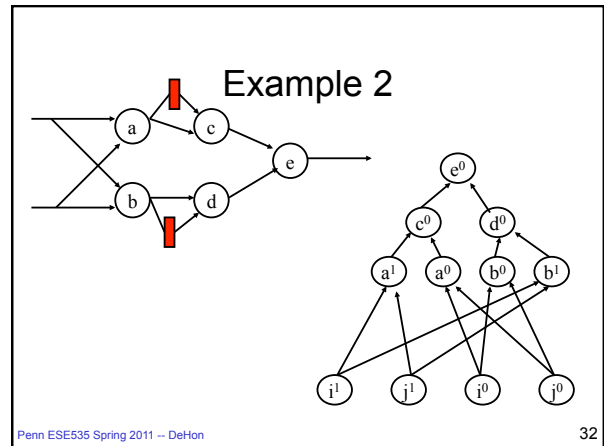 Example 2
a
c
e
b
d
e⁰
c⁰ d⁰
a¹ a⁰ b⁰ b¹
i¹ j¹ i⁰ j⁰
Penn ESE535 Spring 2011 -- DeHon 32